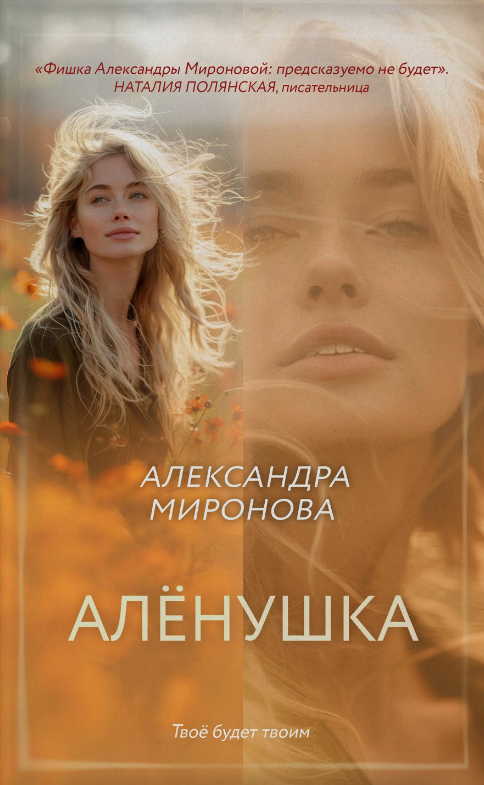 «Фишка Александры Мироновой: предсказуемо не будет».
НАТАЛИЯ ПОЛЯНСКАЯ, писательница
АЛЕКСАНДРА
МИРОНОВА
АЛЁНУШКА
Твоё будет твоим